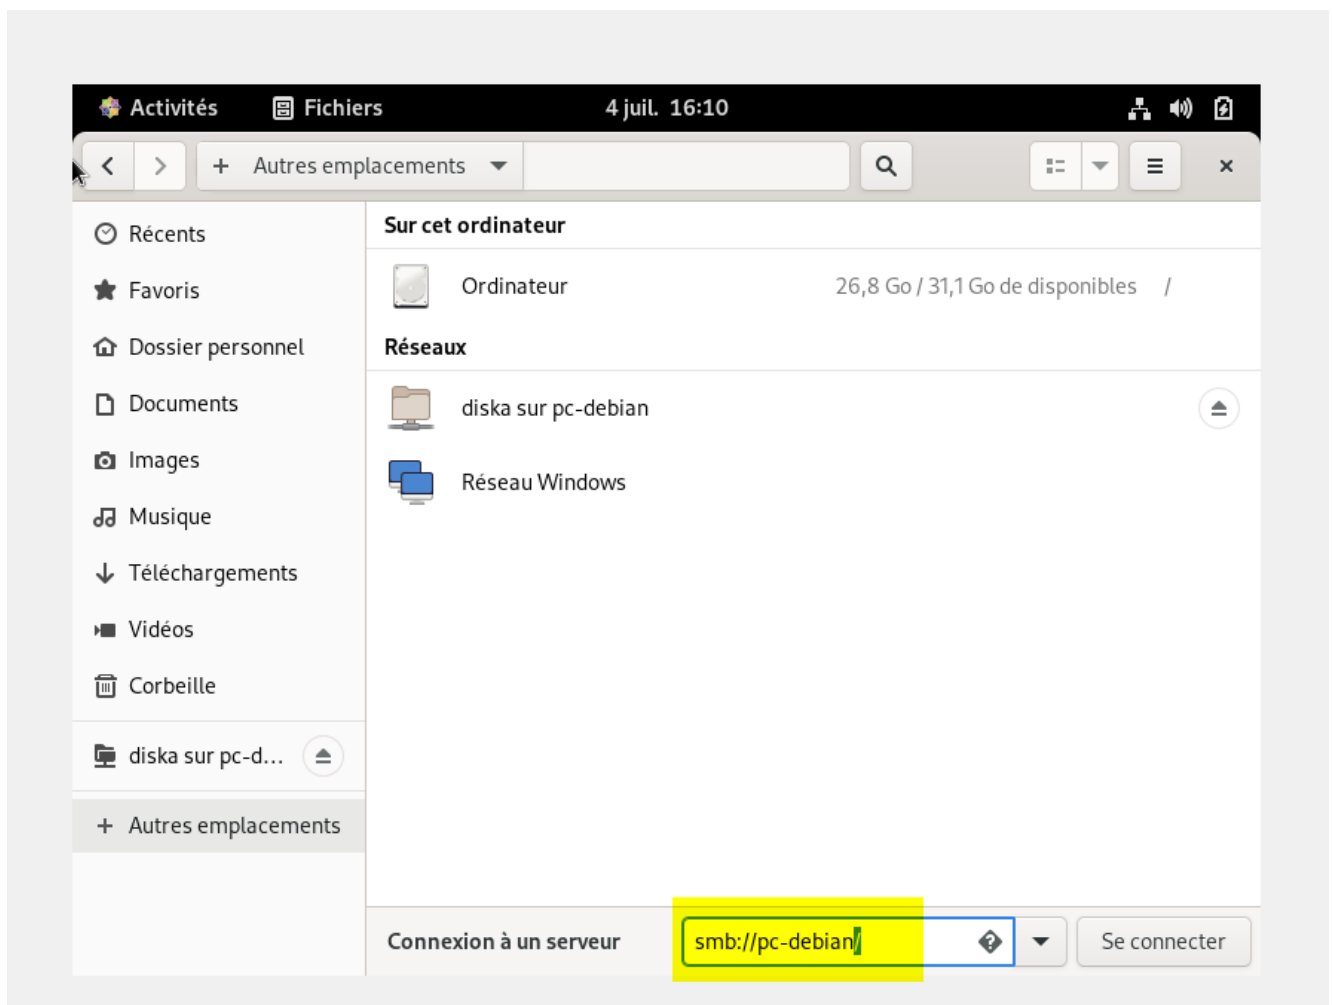 Activités Fichiers 4 juil. 16:10
Autres emplacements
Récents
Favoris
Dossier personnel
Documents
Images
Musique
Téléchargements
Vidéos
Corbeille
diska sur pc-d...
Autres emplacements
Sur cet ordinateur
Ordinateur 26,8 Go / 31,1 Go de disponibles /
Réseaux
diska sur pc-debian
Réseau Windows
Connexion à un serveur smb://pc-debian/ Se connecter